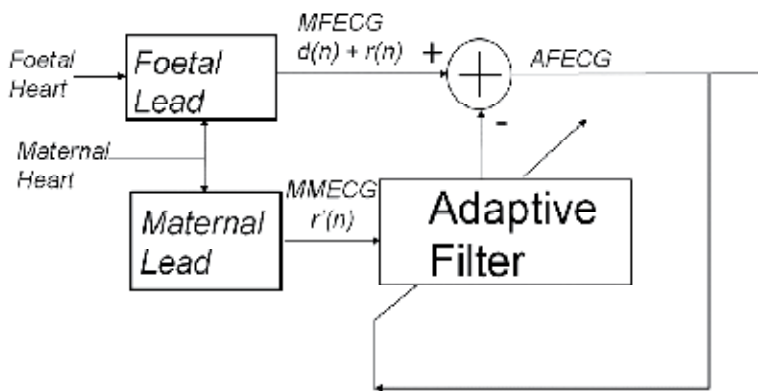 Foetal
Heart
Foetal
Lead
MFECG
d(n) + r(n)
+
AFECG
-
Maternal
Heart
Maternal
Lead
MMECG
r'(n)
Adaptive
Filter